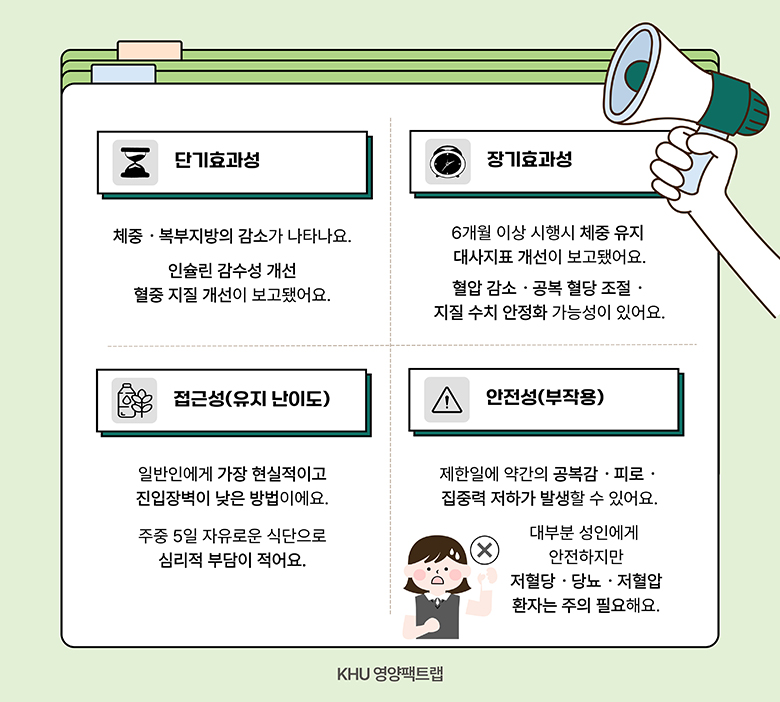 단기효과성
체중 · 복부지방의 감소가 나타나요.
인슐린 감수성 개선
혈중 지질 개선이 보고됐어요.
장기효과성
6개월 이상 시행시 체중 유지
대사지표 개선이 보고됐어요.
혈압 감소 · 공복 혈당 조절 ·
지질 수치 안정화 가능성이 있어요.
접근성(유지 난이도)
일반인에게 가장 현실적이고
진입장벽이 낮은 방법이에요.
주중 5일 자유로운 식단으로
심리적 부담이 적어요.
안전성(부작용)
제한일에 약간의 공복감 · 피로 ·
집중력 저하가 발생할 수 있어요.
대부분 성인에게
안전하지만
저혈당 · 당뇨 · 저혈압
환자는 주의 필요해요.
KHU 영양팩트랩